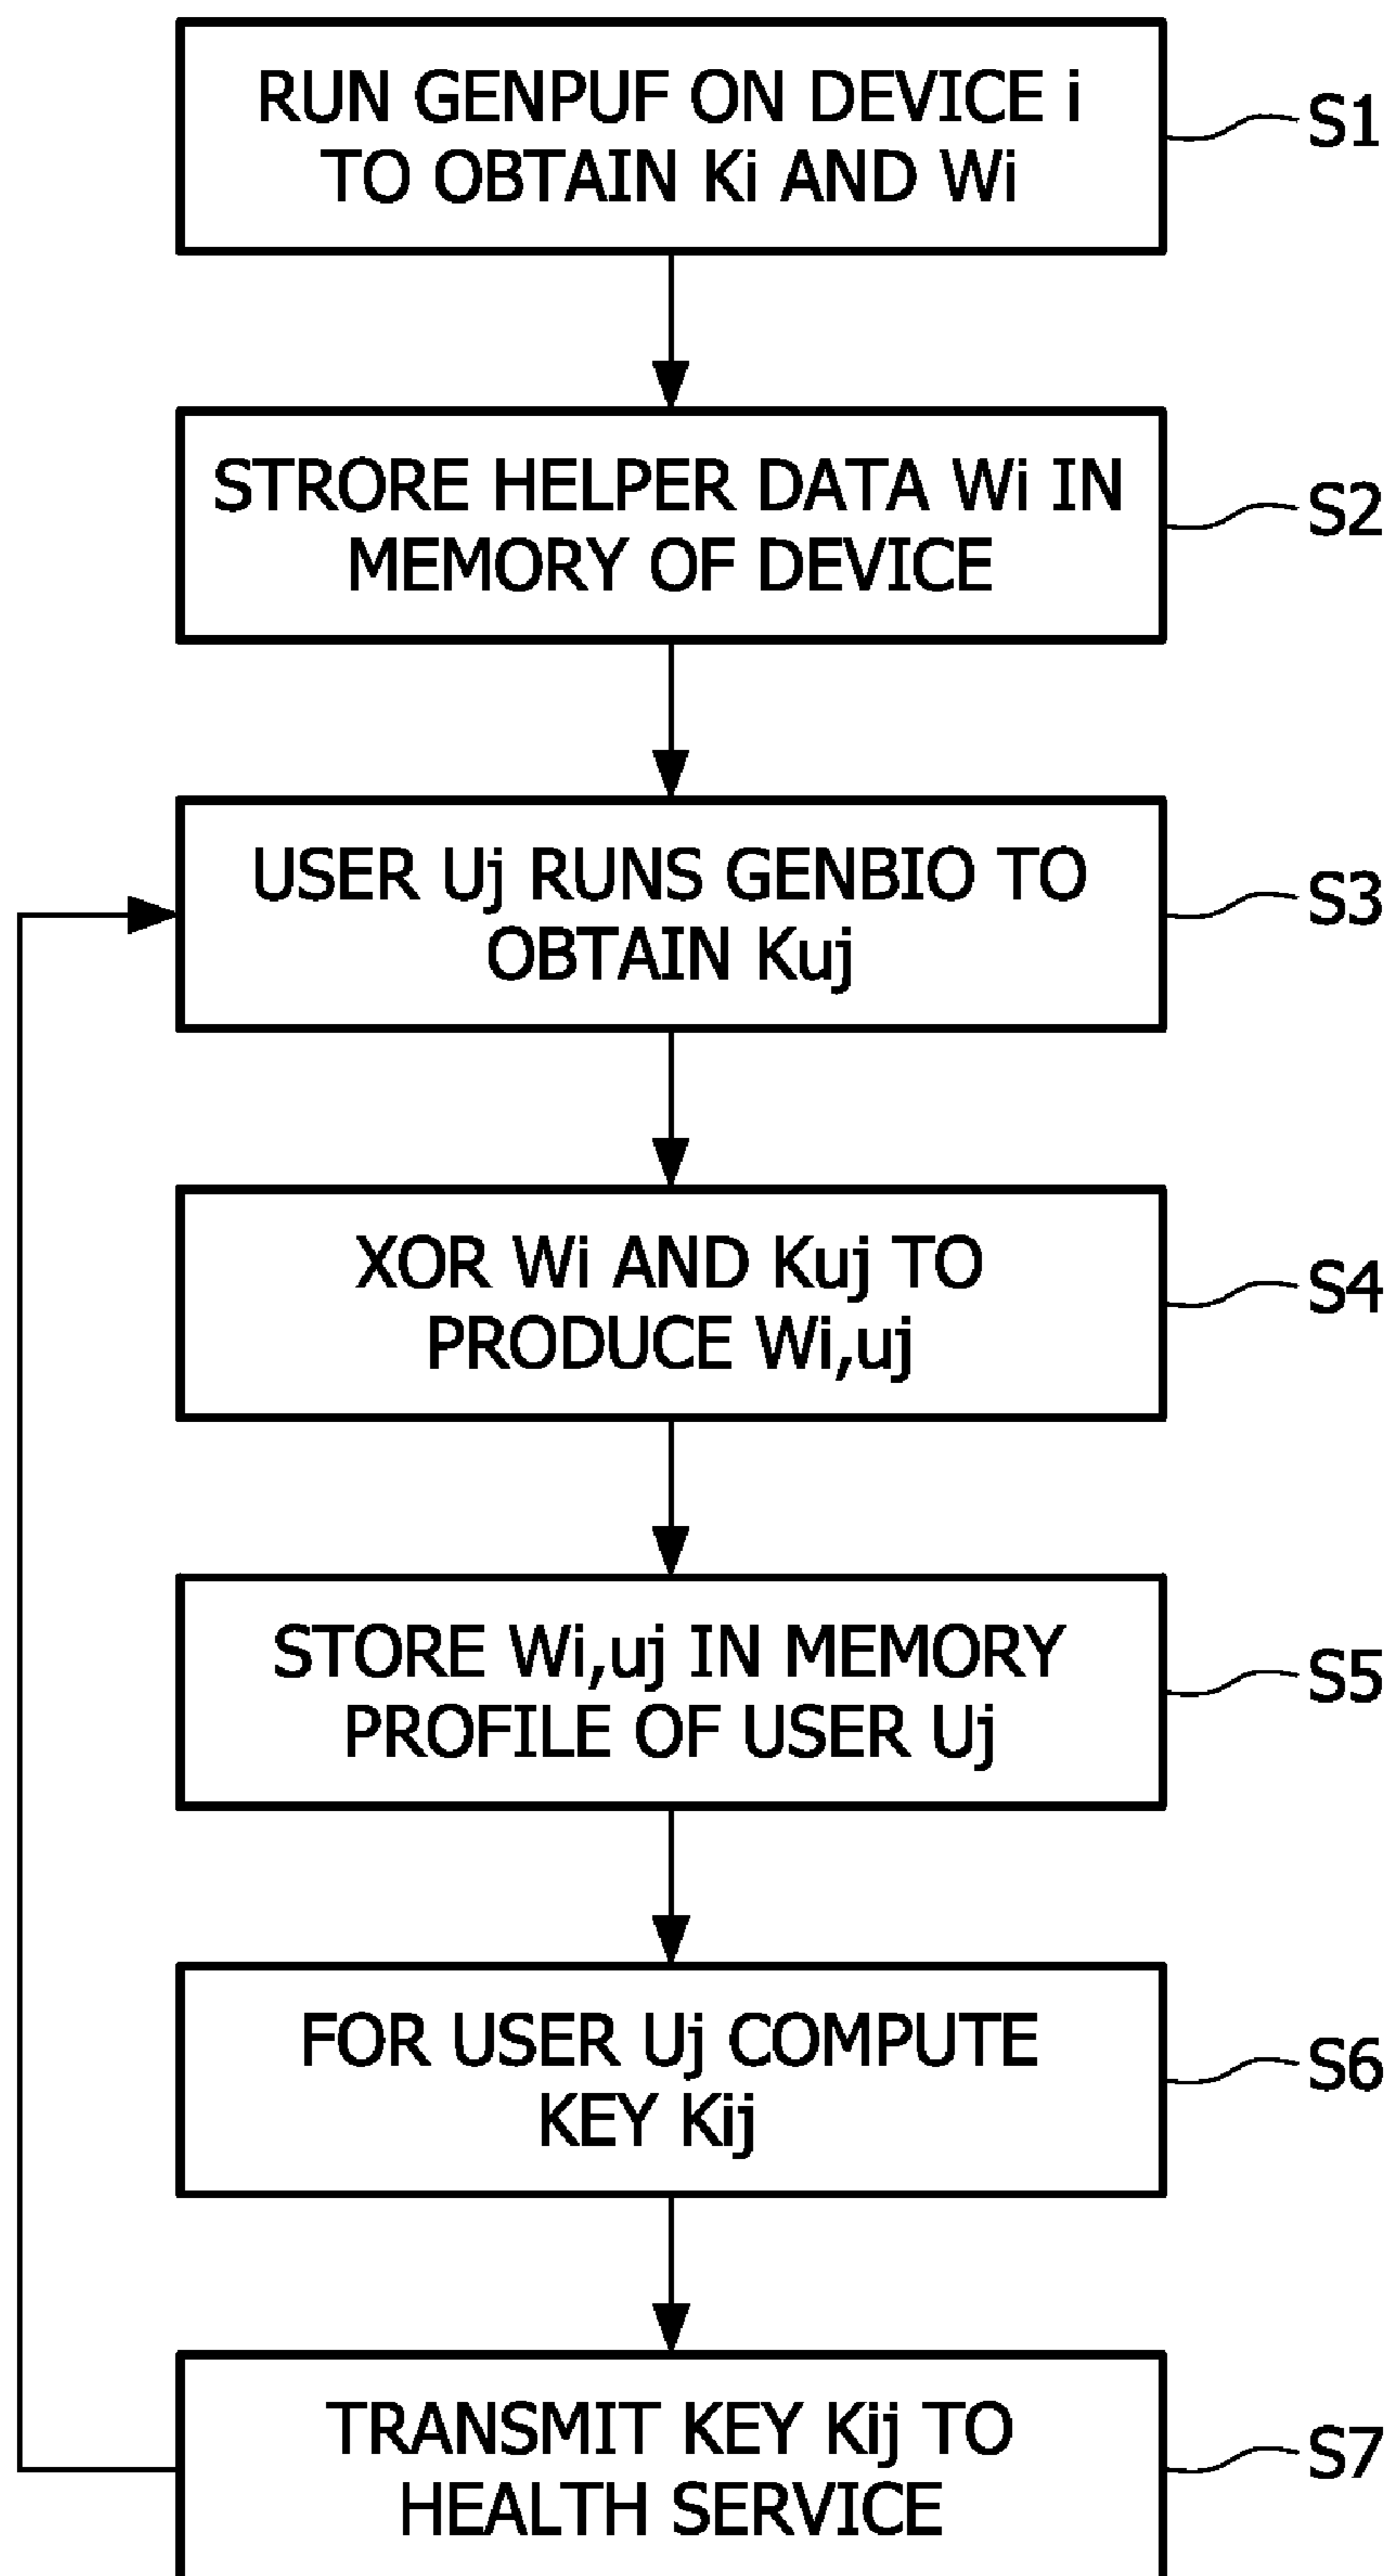 RUN GENPUF ON DEVICE i
TO OBTAIN Ki AND Wi
S1
STRORE HELPER DATA Wi IN
MEMORY OF DEVICE
S2
USER Uj RUNS GENBIO TO
OBTAIN Kuj
S3
XOR Wi AND Kuj TO
PRODUCE Wi,uj
S4
STORE Wi,uj IN MEMORY
PROFILE OF USER Uj
S5
FOR USER Uj COMPUTE
KEY Kij
S6
TRANSMIT KEY Kij TO
HEALTH SERVICE
S7